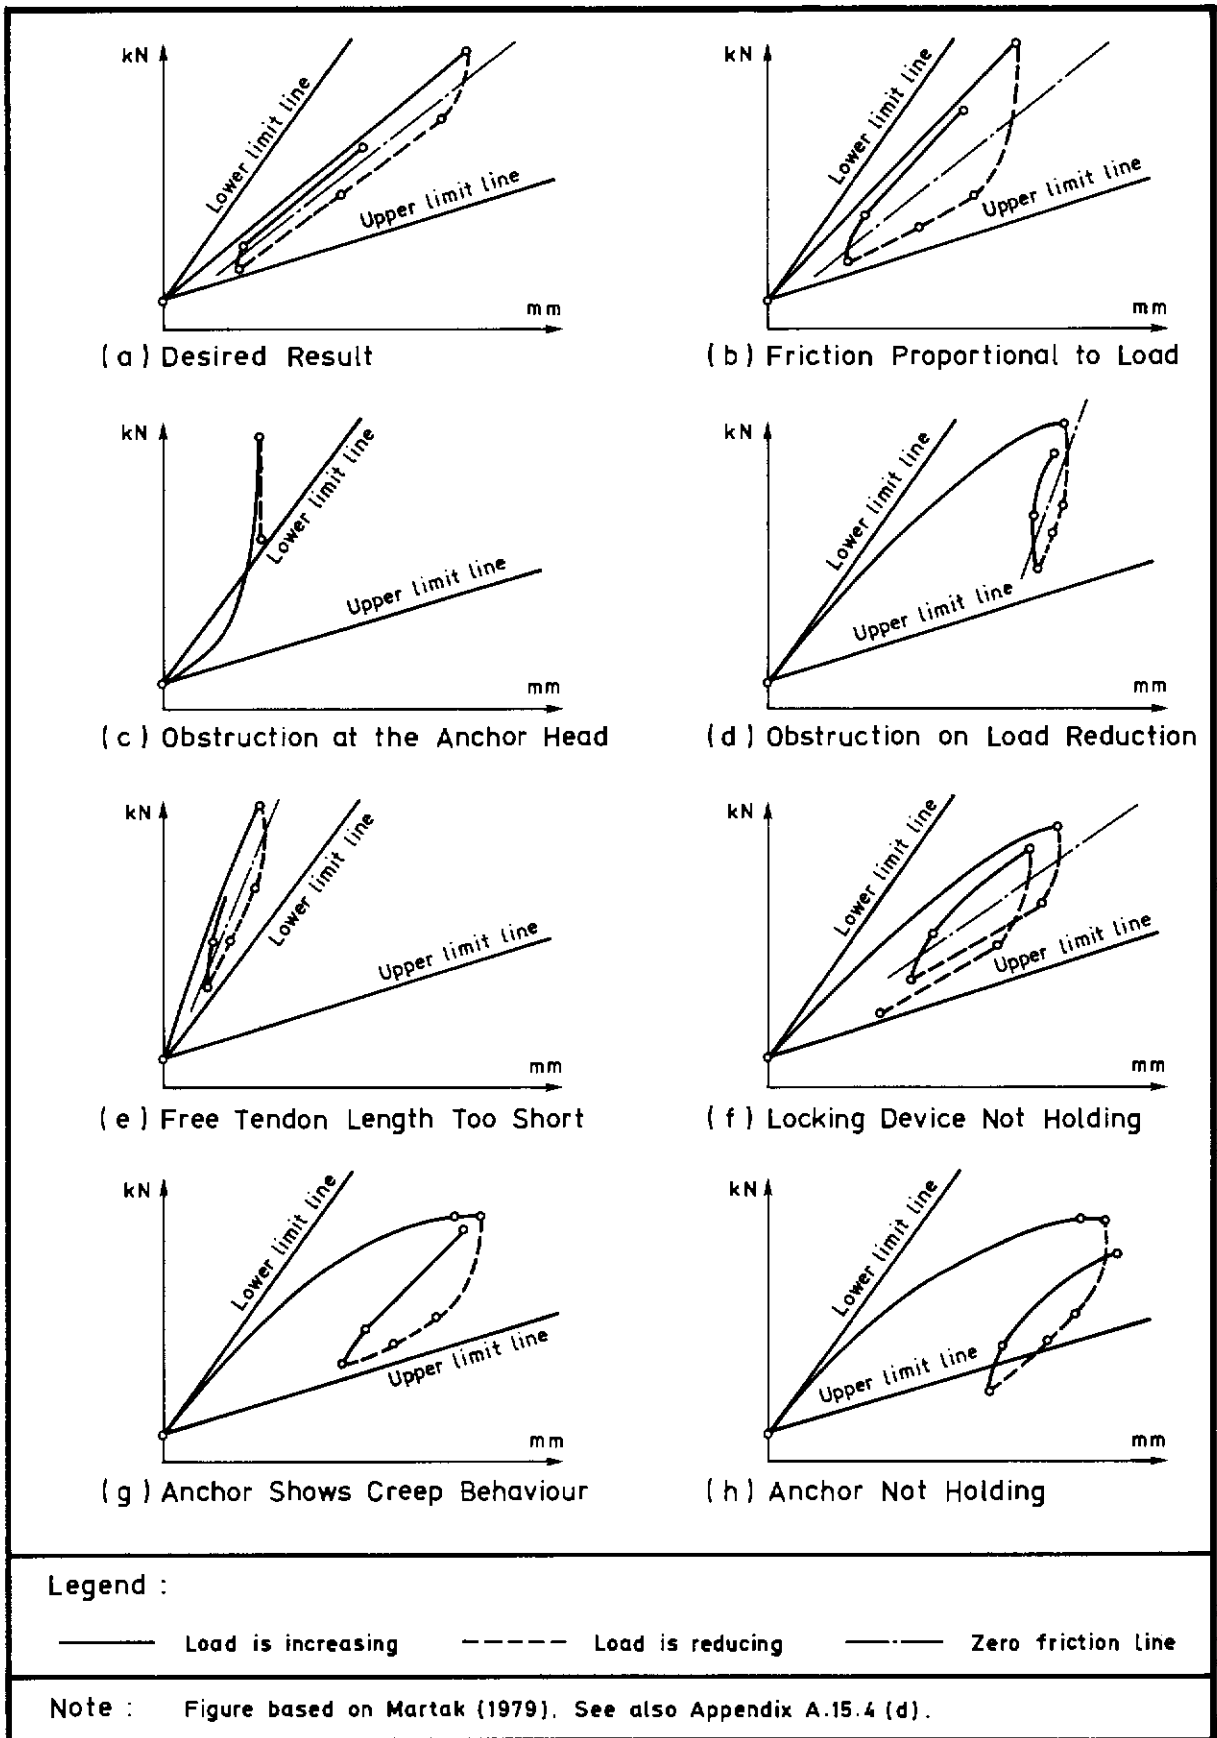 kN
Lower limit line
Upper limit line
mm
(a) Desired Result
kN
Lower limit line
Upper limit line
mm
(b) Friction Proportional to Load
kN
Lower limit line
Upper limit line
mm
(c) Obstruction at the Anchor Head
kN
Lower limit line
Upper limit line
mm
(d) Obstruction on Load Reduction
kN
Lower limit line
Upper limit line
mm
(e) Free Tendon Length Too Short
kN
Lower limit line
Upper limit line
mm
(f) Locking Device Not Holding
kN
Lower limit line
Upper limit line
mm
(g) Anchor Shows Creep Behaviour
kN
Lower limit line
Upper limit line
mm
(h) Anchor Not Holding
Legend :
Load is increasing
Load is reducing
Zero friction line
Note : Figure based on Martak (1979). See also Appendix A.15.4 (d).